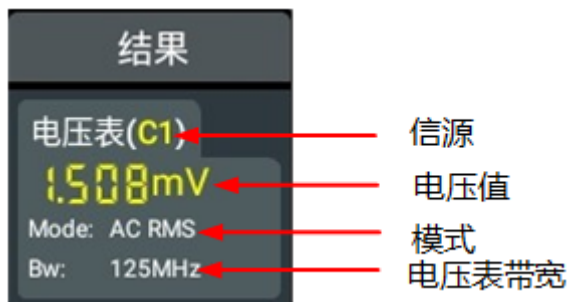 结果
电压表(C1)
信源
1.508mV
电压值
Mode: AC RMS
模式
Bw: 125MHz
电压表带宽